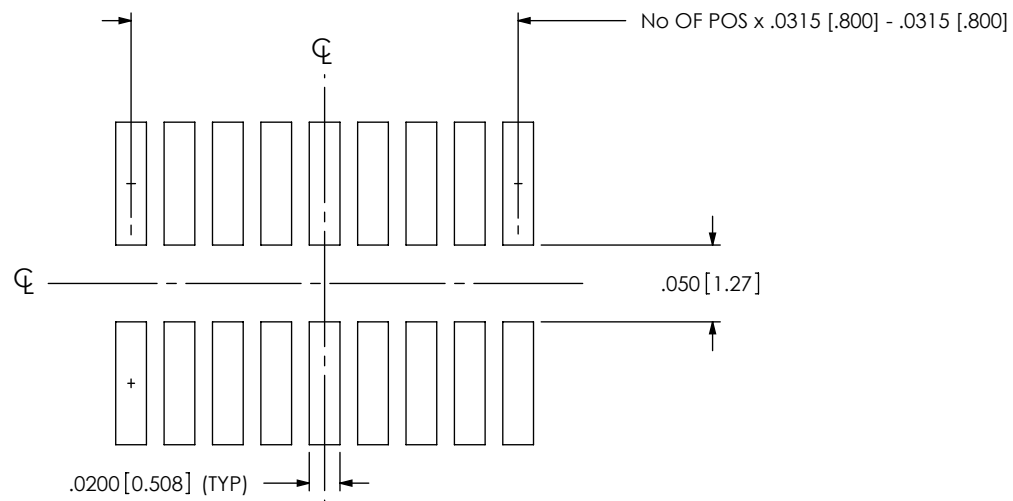 No OF POS x .0315 [.800] - .0315 [.800]
℄
℄
.050 [1.27]
.0200 [0.508] (TYP)